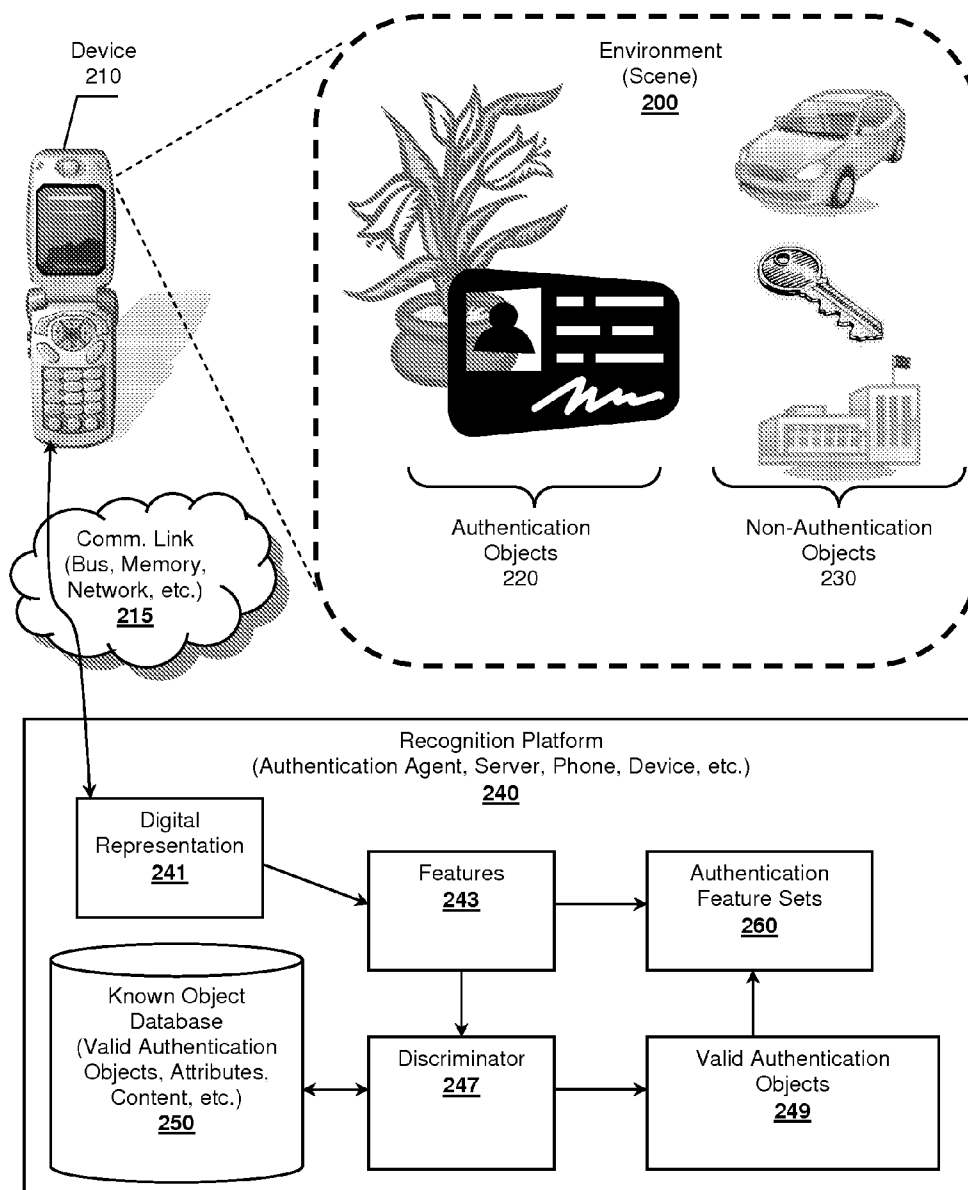 Device
210
Environment
(Scene)
200
Authentication
Objects
220
Non-Authentication
Objects
230
Comm. Link
(Bus, Memory,
Network, etc.)
215
Recognition Platform
(Authentication Agent, Server, Phone, Device, etc.)
240
Digital
Representation
241
Features
243
Authentication
Feature Sets
260
Known Object
Database
(Valid Authentication
Objects, Attributes,
Content, etc.)
250
Discriminator
247
Valid Authentication
Objects
249